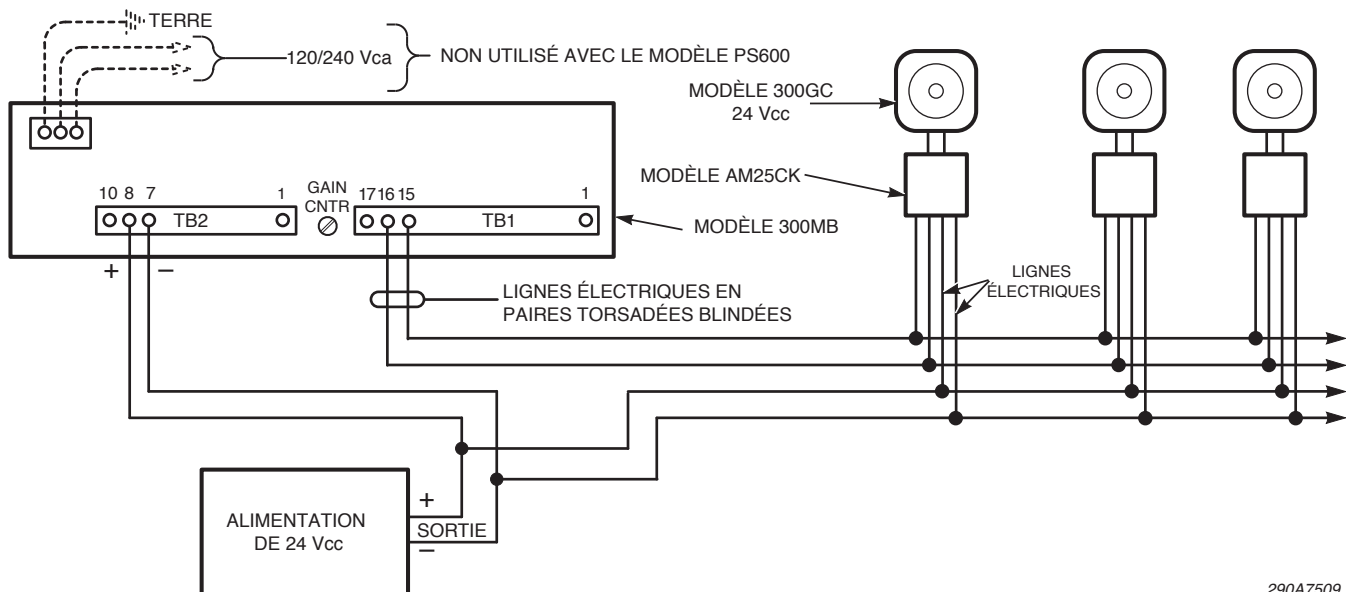 TERRE
120/240 Vca
NON UTILISÉ AVEC LE MODÈLE PS600
MODÈLE 300GC
24 Vcc
MODÈLE AM25CK
10 8 7 1
GAIN
CNTR
17 16 15 1
TB2
TB1
MODÈLE 300MB
+ –
LIGNES ÉLECTRIQUES EN
PAIRES TORSADÉES BLINDÉES
LIGNES
ÉLECTRIQUES
ALIMENTATION
DE 24 Vcc
+
SORTIE
–
290A7509